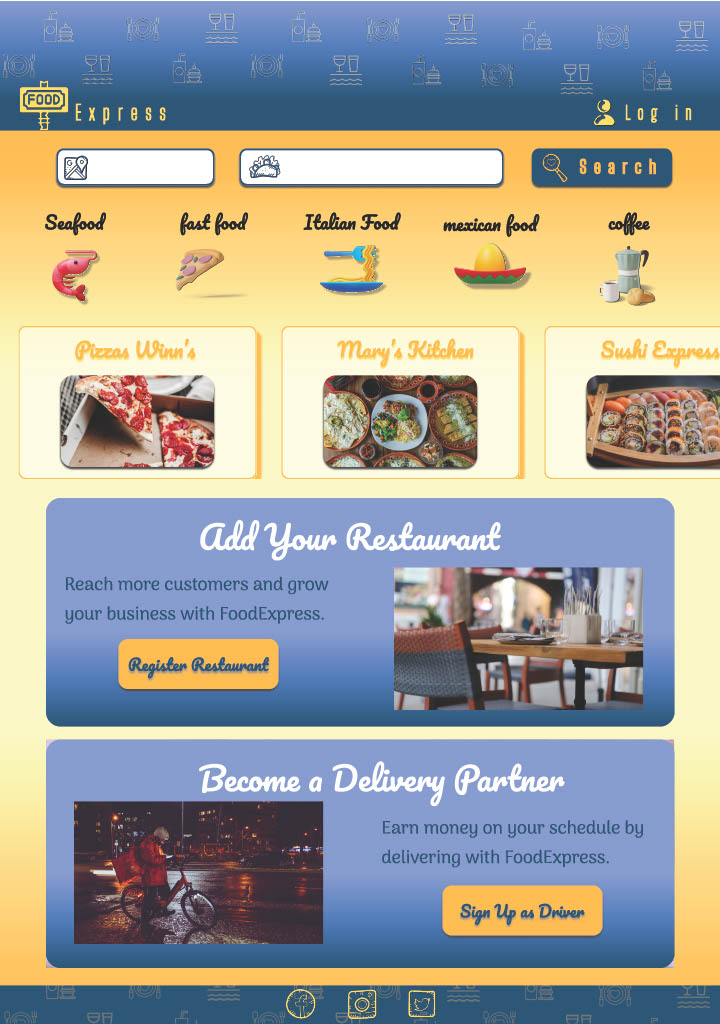 FOOD
Express
Log in
Search
Seafood
fast food
Italian Food
mexican food
coffee
Pizzas Winn's
Mary's Kitchen
Sushi Express
Add Your Restaurant
Reach more customers and grow
your business with FoodExpress.
Register Restaurant
Become a Delivery Partner
Earn money on your schedule by
delivering with FoodExpress.
Sign Up as Driver